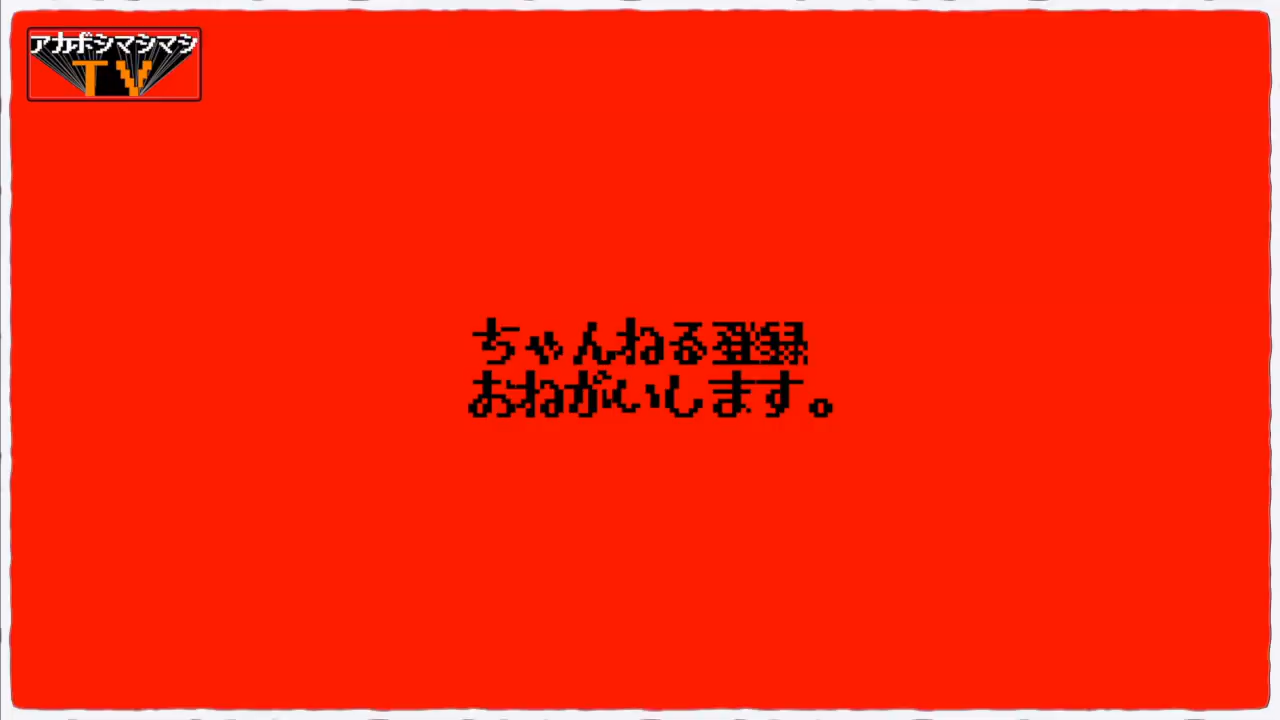 アカボシマシマシ
TV
ちゃんねる登録
おねがいします。